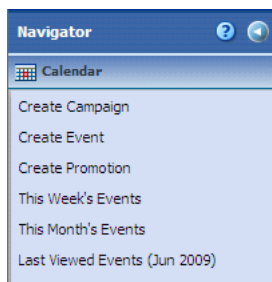 Navigator ?
Calendar
Create Campaign
Create Event
Create Promotion
This Week's Events
This Month's Events
Last Viewed Events (Jun 2009)